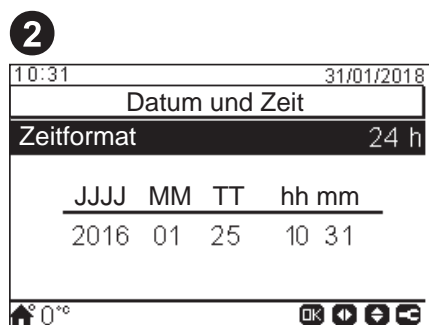 2
10:31 31/01/2018
Datum und Zeit
Zeitformat 24 h
JJJJ MM TT hh mm
2016 01 25 10 31
0°C OK